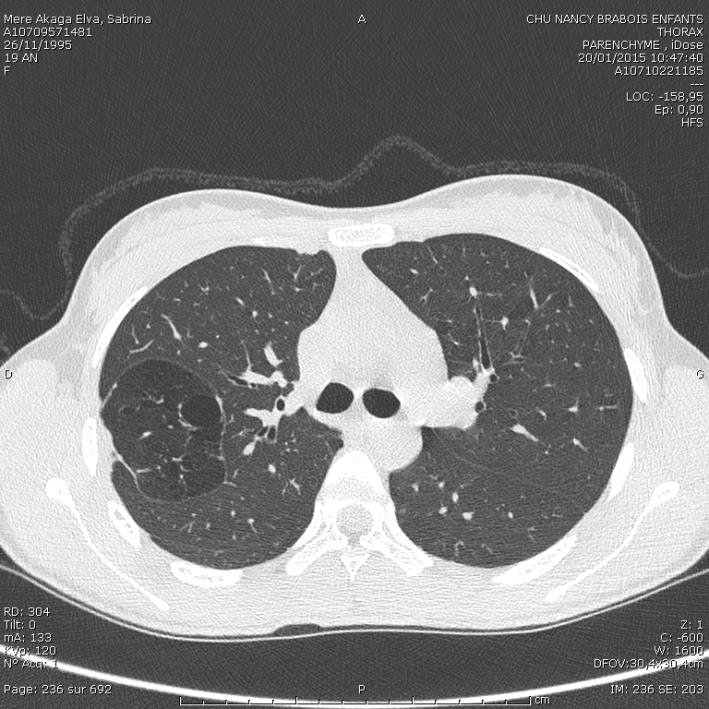 Mere Akaga Elva, Sabrina
A10709571481
26/11/1995
19 AN
F
A
CHU NANCY BRABOIS ENFANTS
THORAX
PARENCHYME , iDose
20/01/2015 10:47:40
A10710221185
---
LOC: -158,95
Ep: 0,90
HFS
D
G
RD: 304
Tilt: 0
mA: 133
KVp: 120
N° Acq: 1
Page: 236 sur 692
P
cm
Z: 1
C: -600
W: 1600
DFOV:30,4x30,4cm
IM: 236 SE: 203